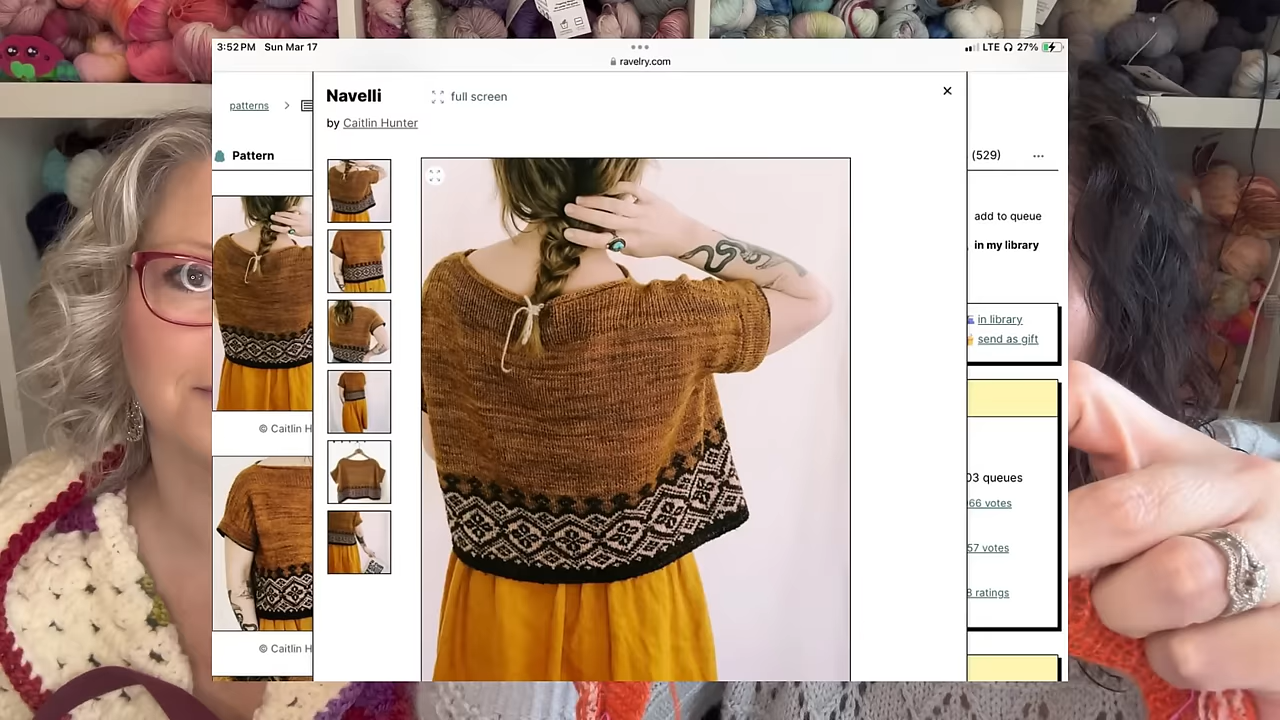 3:52 PM Sun Mar 17
LTE 27%
ravelry.com
Navelli
full screen
by Caitlin Hunter
patterns
Pattern
(529)
add to queue
in my library
in library
send as gift
© Caitlin H
03 queues
66 votes
57 votes
8 ratings
© Caitlin H